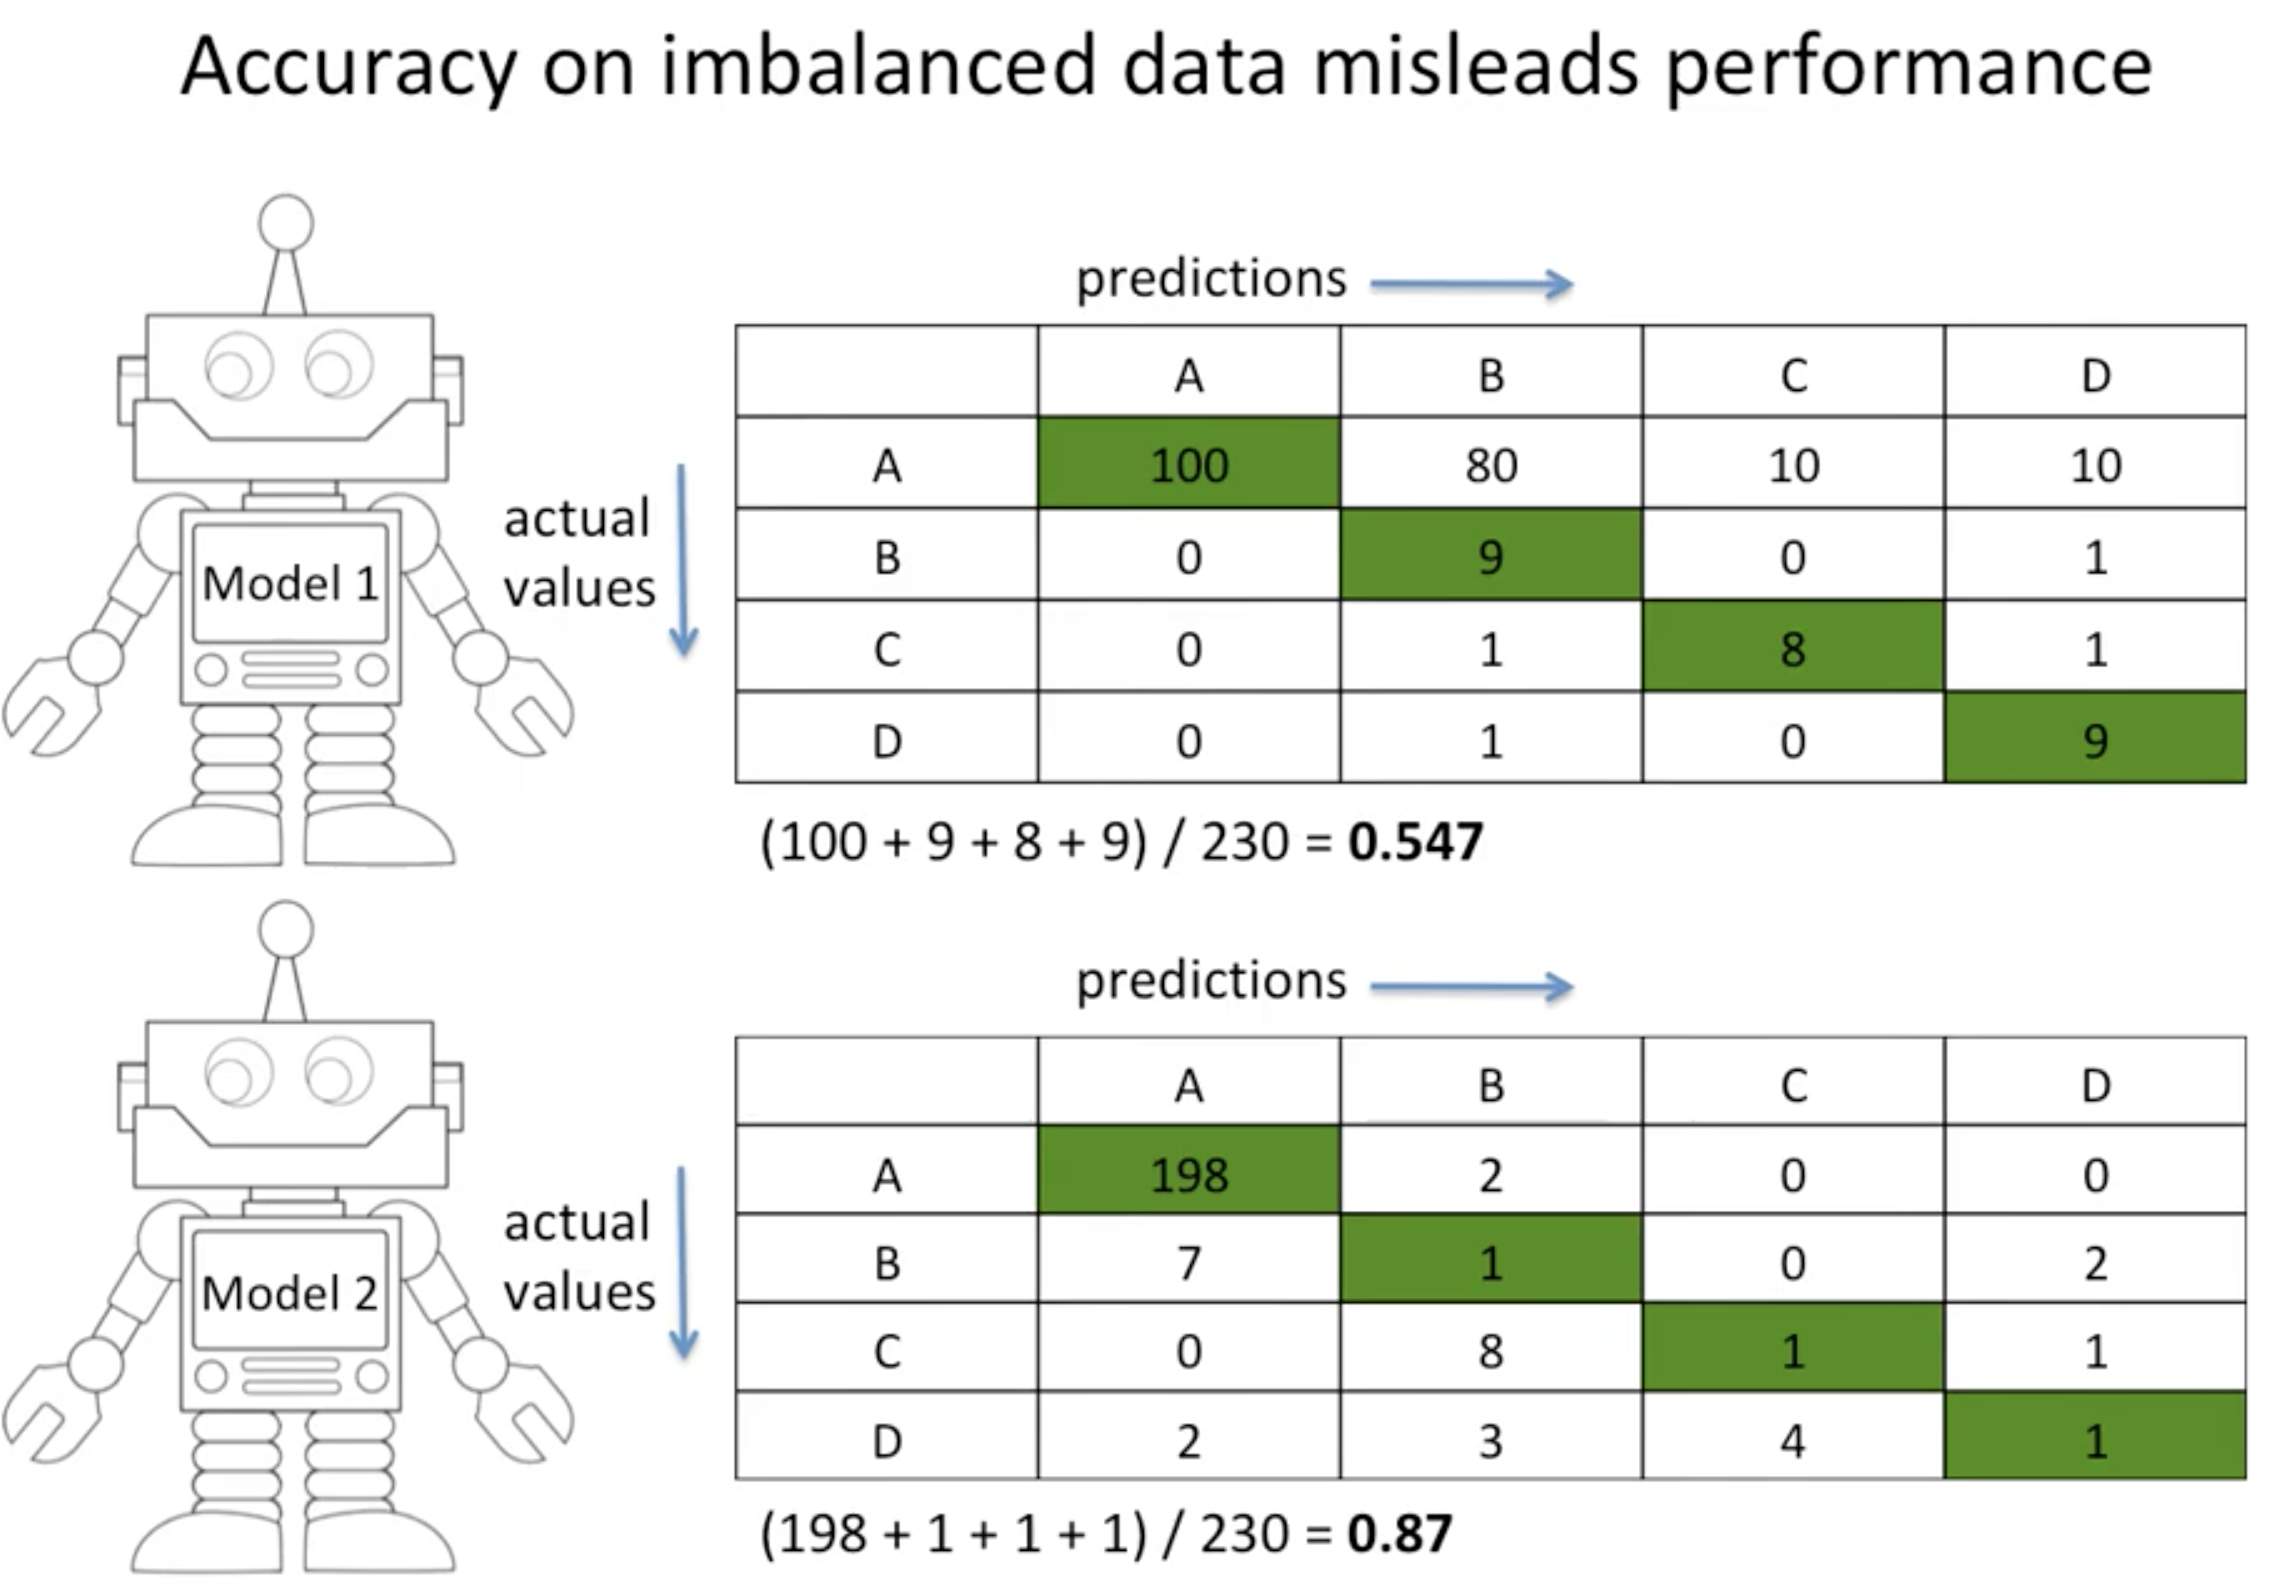 Accuracy on imbalanced data misleads performance
predictions
A B C D
A 100 80 10 10
B 0 9 0 1
C 0 1 8 1
D 0 1 0 9
actual
values
Model 1
(100 + 9 + 8 + 9) / 230 = 0.547
predictions
A B C D
A 198 2 0 0
B 7 1 0 2
C 0 8 1 1
D 2 3 4 1
actual
values
Model 2
(198 + 1 + 1 + 1) / 230 = 0.87